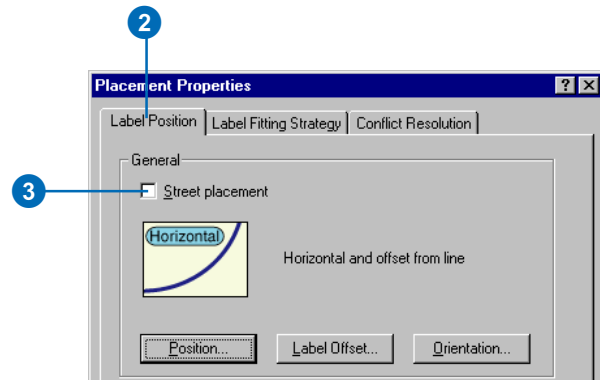 2
Placement Properties
Label Position Label Fitting Strategy Conflict Resolution
General
3
Street placement
Horizontal
Horizontal and offset from line
Position... Label Offset... Orientation...